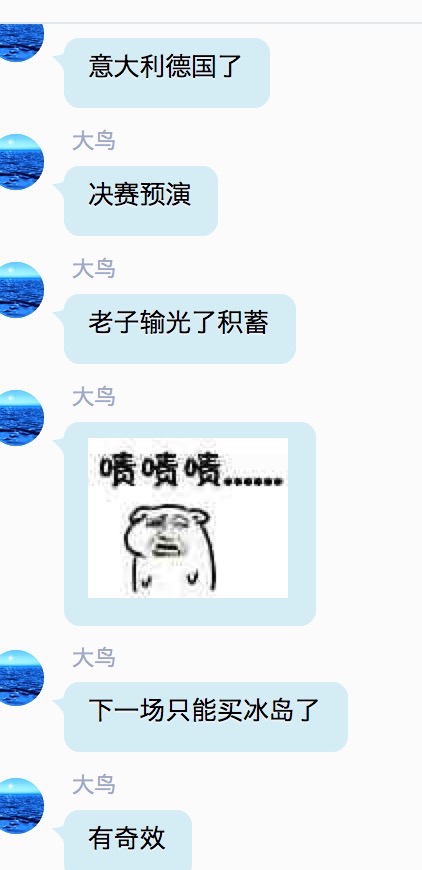 意大利德国了
大鸟
决赛预演
大鸟
老子输光了积蓄
大鸟
啧啧啧......
大鸟
下一场只能买冰岛了
大鸟
有奇效